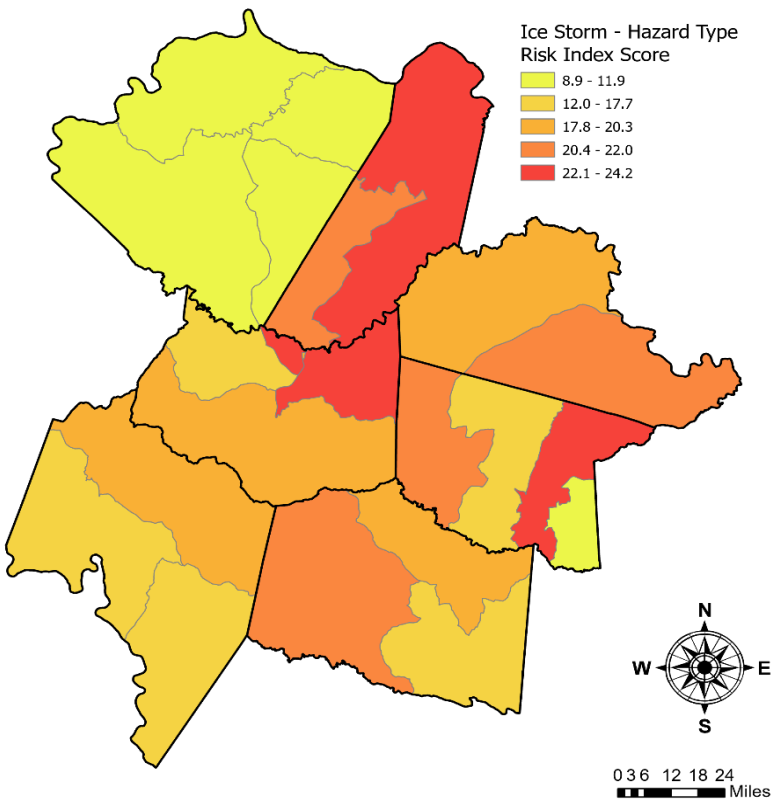 Ice Storm - Hazard Type
Risk Index Score
8.9 - 11.9
12.0 - 17.7
17.8 - 20.3
20.4 - 22.0
22.1 - 24.2
N
W E
S
0 3 6 12 18 24
Miles